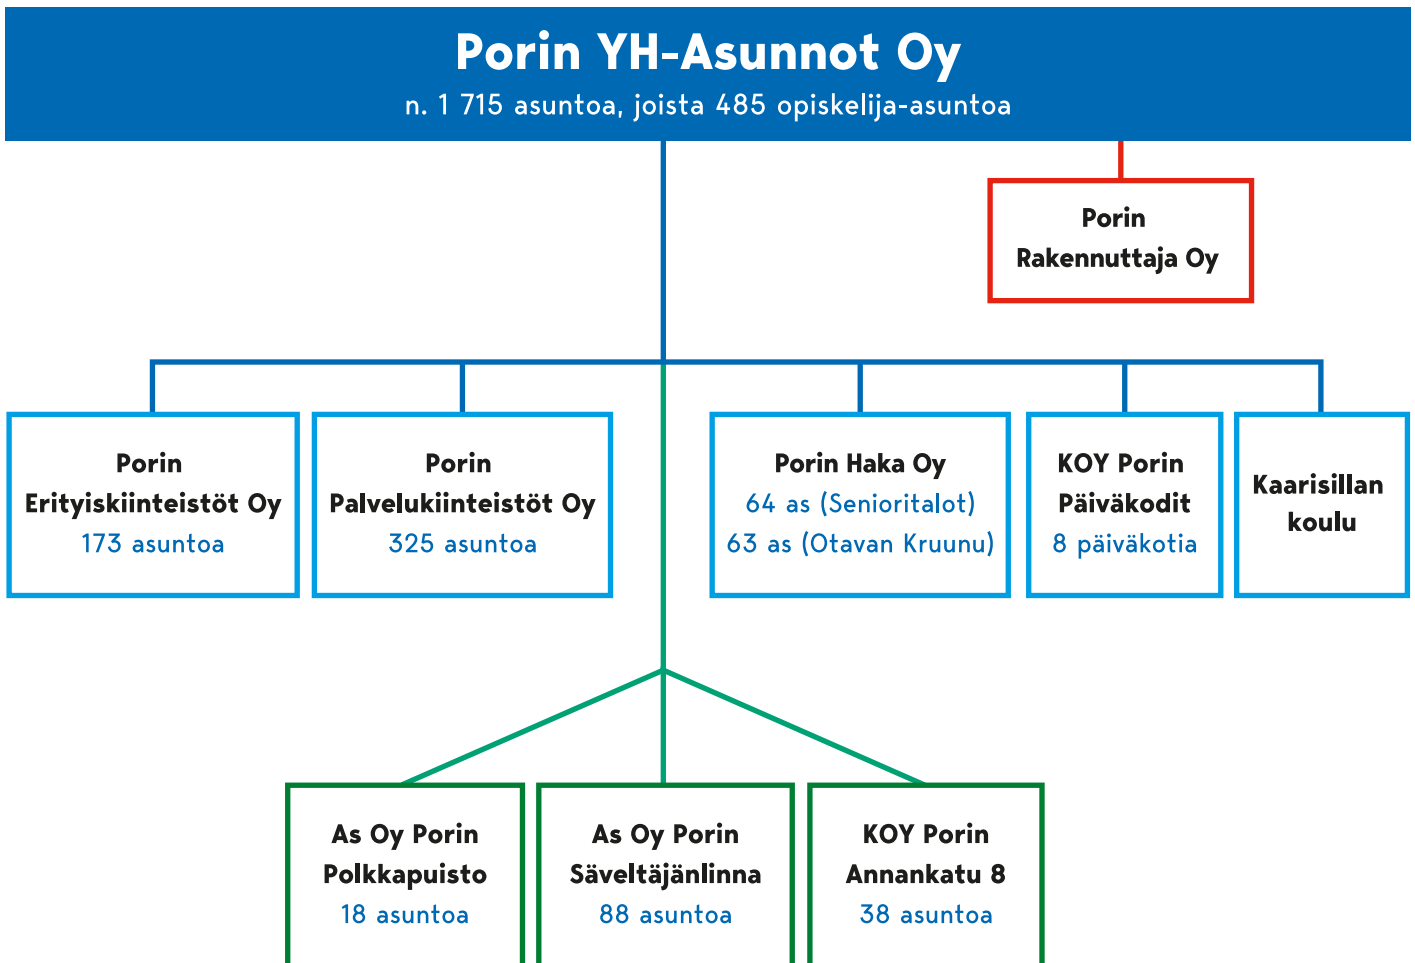 Porin YH-Asunnot Oy
n. 1 715 asuntoa, joista 485 opiskelija-asuntoa
Porin
Rakennuttaja Oy
Porin
Erityiskiinteistöt Oy
173 asuntoa
Porin
Palvelukiinteistöt Oy
325 asuntoa
Porin Haka Oy
64 as (Senioritalot)
63 as (Otavan Kruunu)
KOY Porin
Päiväkodit
8 päiväkotia
Kaarisillan
koulu
As Oy Porin
Polkkapuisto
18 asuntoa
As Oy Porin
Säveltäjänlinna
88 asuntoa
KOY Porin
Annankatu 8
38 asuntoa